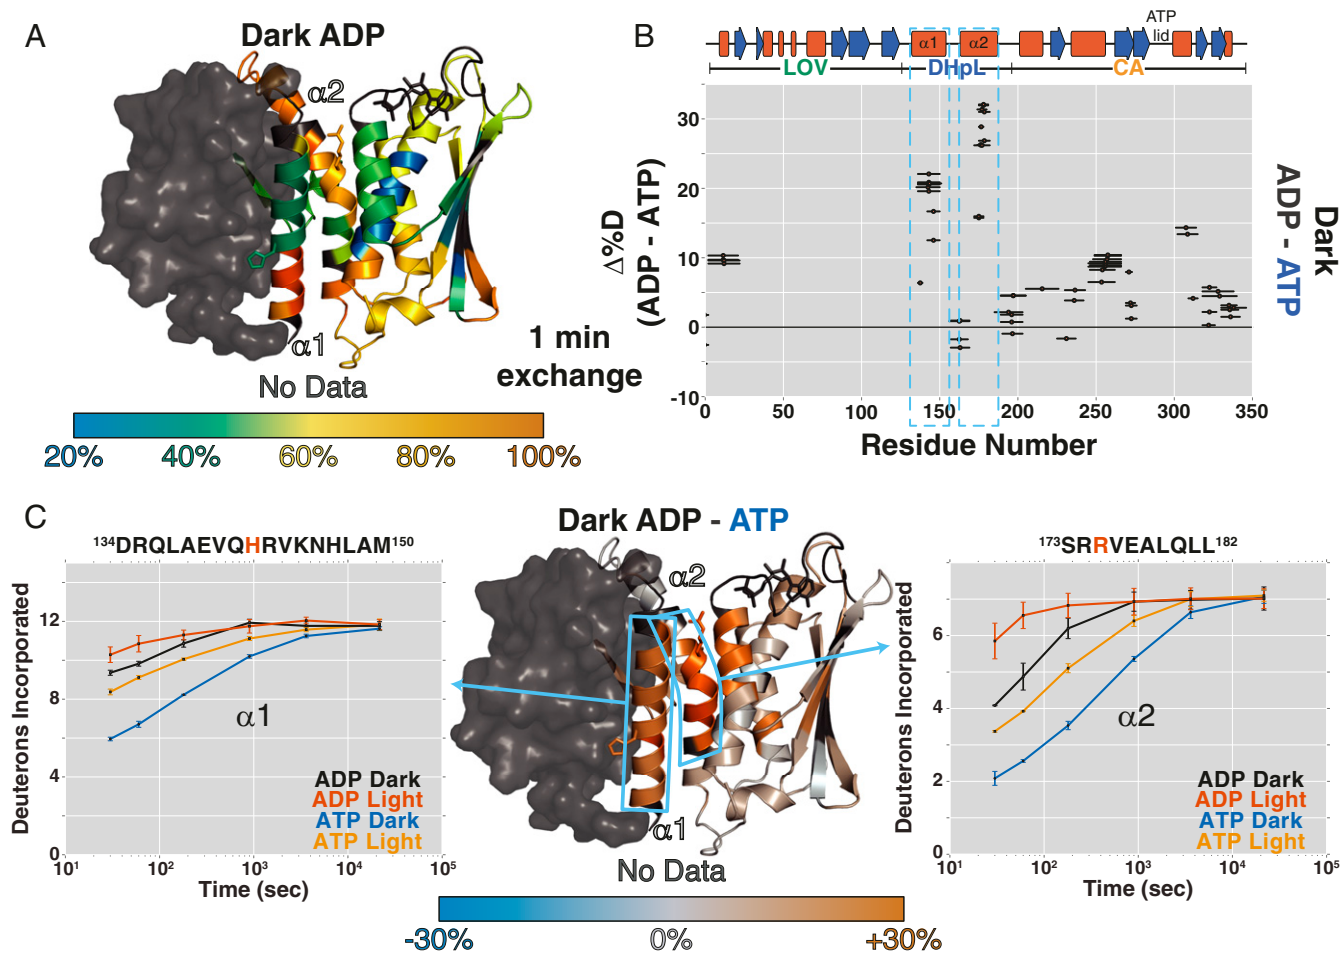 A
Dark ADP
α2
α1
No Data
1 min
exchange
20% 40% 60% 80% 100%
B
ATP
lid
α1 α2
LOV DHpL CA
Δ%D
(ADP - ATP)
30
20
10
0
-10
0 50 100 150 200 250 300 350
Residue Number
Dark
ADP - ATP
C
134DRQLAEVQHRVKNHLAM150
Deuterons Incorporated
12
8
4
0
α1
ADP Dark
ADP Light
ATP Dark
ATP Light
10¹ 10² 10³ 10⁴ 10⁵
Time (sec)
Dark ADP - ATP
α2
α1
No Data
-30% 0% +30%
173SRRVEALQLL182
Deuterons Incorporated
6
4
2
0
α2
ADP Dark
ADP Light
ATP Dark
ATP Light
10¹ 10² 10³ 10⁴ 10⁵
Time (sec)